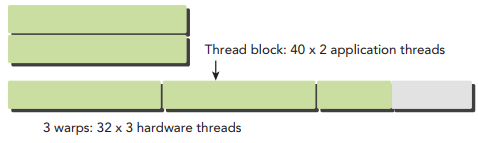 Thread block: 40 x 2 application threads
3 warps: 32 x 3 hardware threads